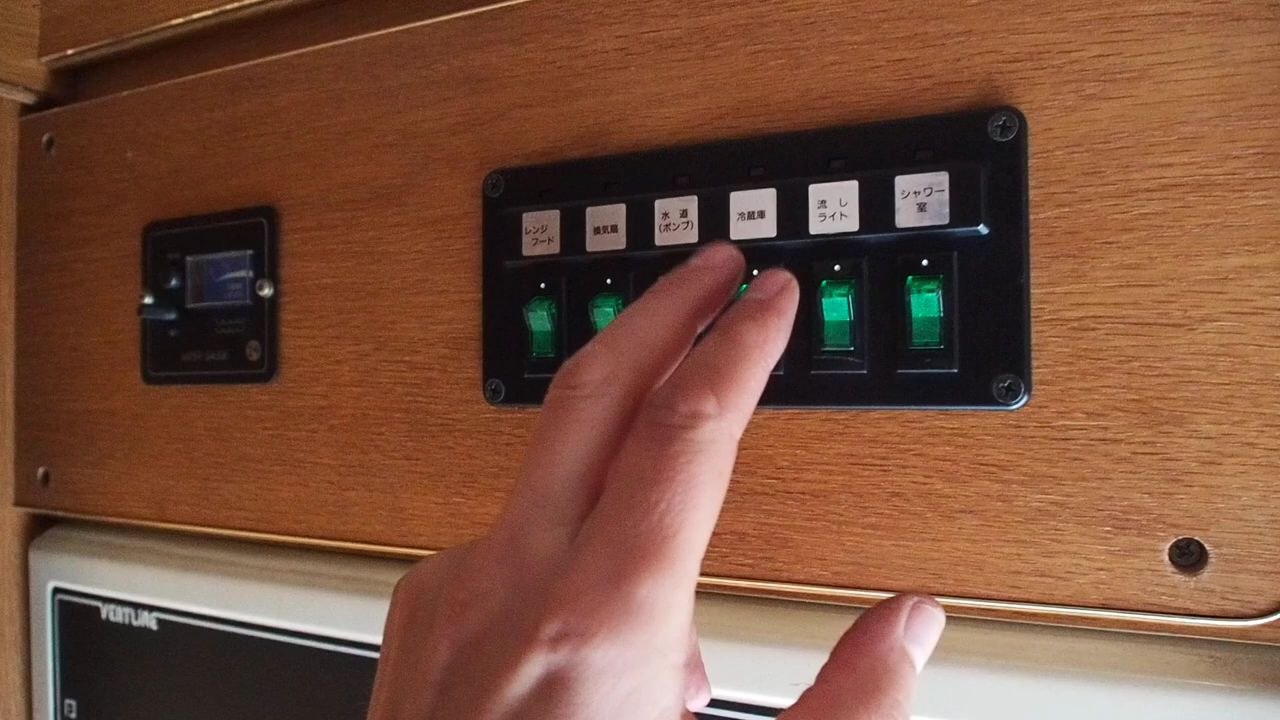 レンジ
フード
換気扇
水 道
(ポンプ)
冷蔵庫
流 し
ライト
シャワー
室
VENTURE